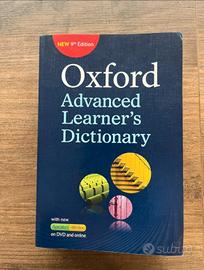 NEW 9th Edition
Oxford
Advanced
Learner's
Dictionary
with new
on DVD and online
subito